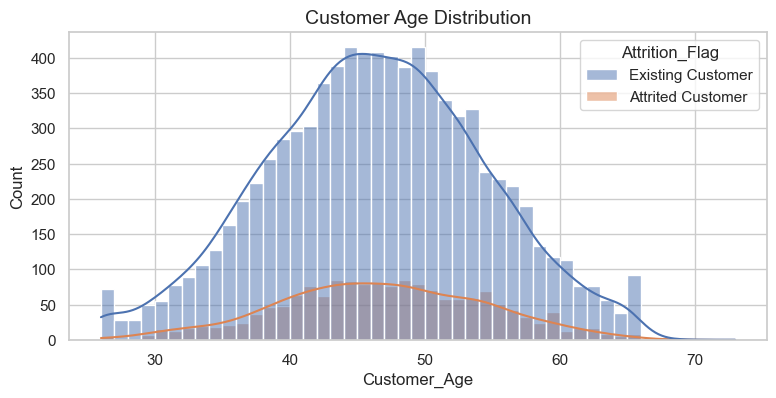 Customer Age Distribution
Attrition_Flag
Existing Customer
Attrited Customer
Count
400
350
300
250
200
150
100
50
0
30 40 50 60 70
Customer_Age